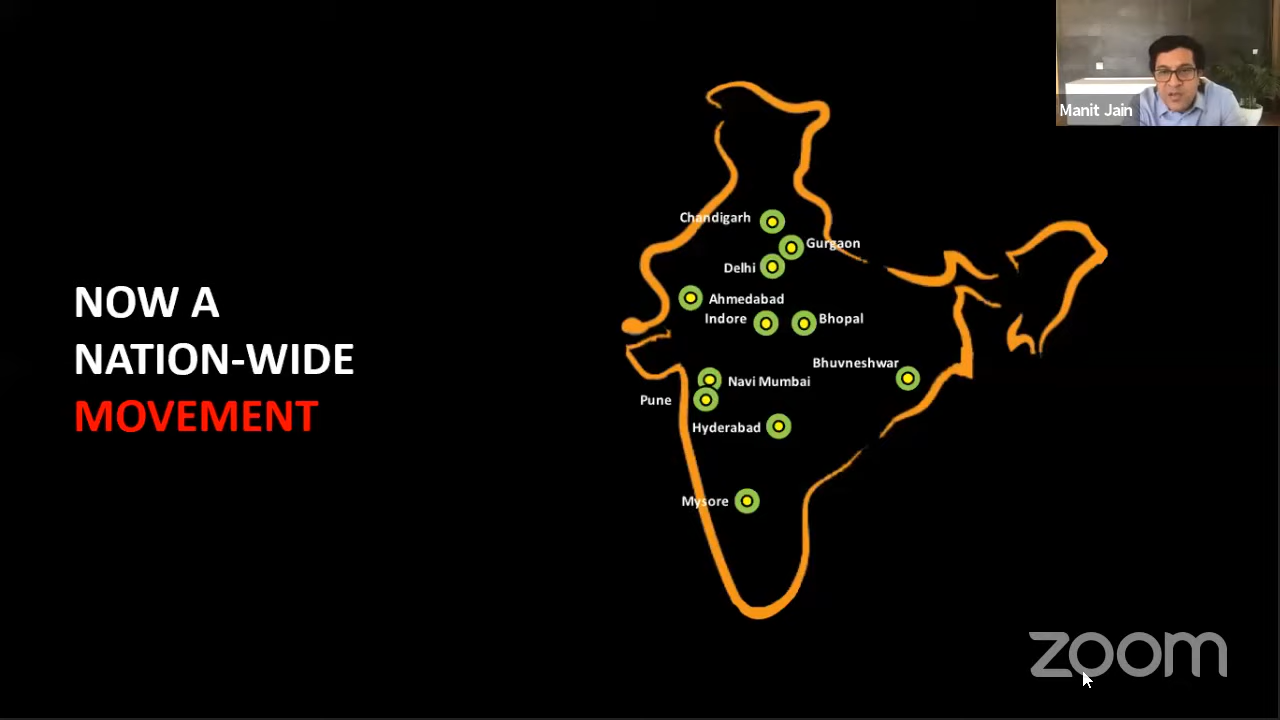 Manit Jain
Chandigarh
Gurgaon
Delhi
Ahmedabad
Indore
Bhopal
NOW A
NATION-WIDE
MOVEMENT
Bhuvneshwar
Navi Mumbai
Pune
Hyderabad
Mysore
zoom